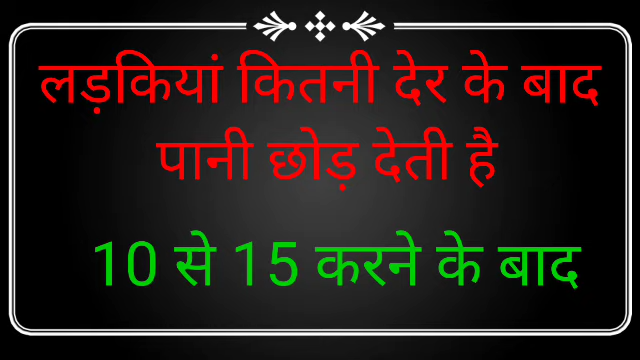 लड़कियां कितनी देर के बाद
पानी छोड़ देती है
10 से 15 करने के बाद